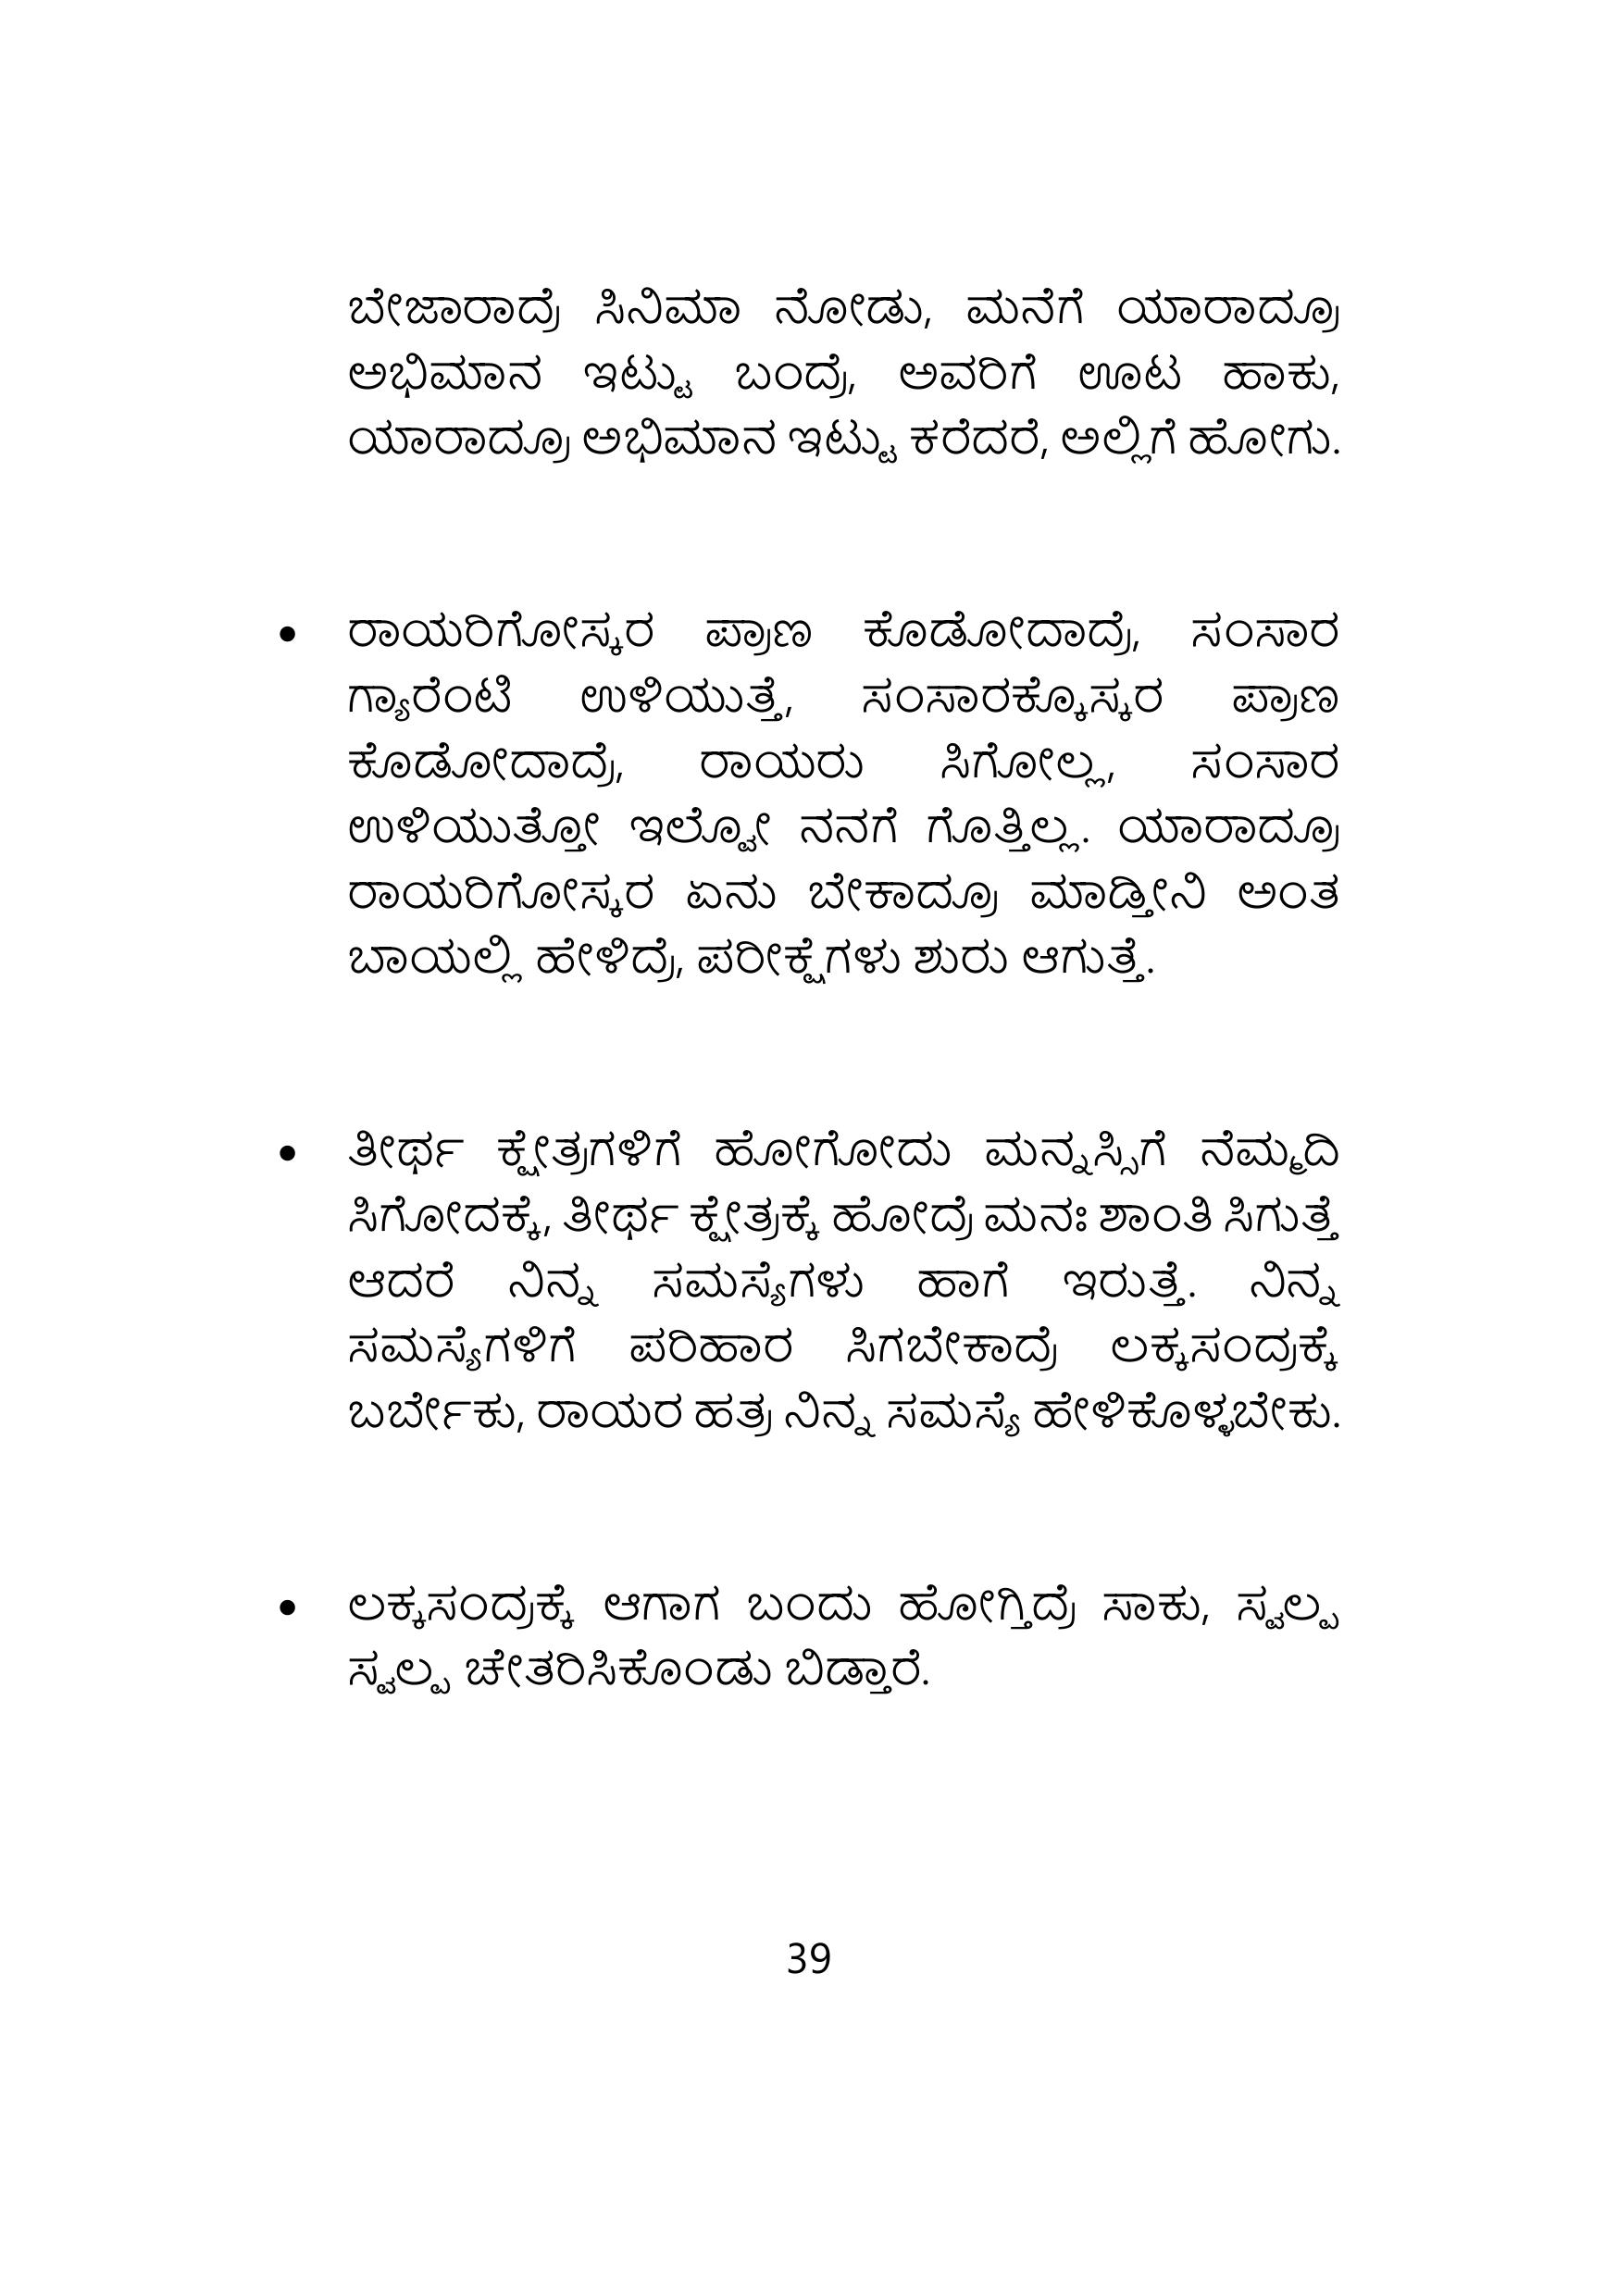 ಬೇಜಾರಾದ್ರೆ ಸಿನಿಮಾ ನೋಡು, ಮನೆಗೆ ಯಾರಾದ್ರೂ
ಅಭಿಮಾನ ಇಟ್ಟು ಬಂದ್ರೆ, ಅವರಿಗೆ ಊಟ ಹಾಕು,
ಯಾರಾದ್ರೂ ಅಭಿಮಾನ ಇಟ್ಟು ಕರೆದರೆ, ಅಲ್ಲಿಗೆ ಹೋಗು.
• ರಾಯರಿಗೋಸ್ಕರ ಪ್ರಾಣ ಕೊಡೋದಾದ್ರೆ, ಸಂಸಾರ
ಗ್ಯಾರೆಂಟಿ ಉಳಿಯುತ್ತೆ, ಸಂಸಾರಕ್ಕೊಸ್ಕರ ಪ್ರಾಣ
ಕೊಡೋದಾದ್ರೆ, ರಾಯರು ಸಿಗೋಲ್ಲ, ಸಂಸಾರ
ಉಳಿಯುತ್ತೋ ಇಲ್ವೋ ನನಗೆ ಗೊತ್ತಿಲ್ಲ. ಯಾರಾದ್ರೂ
ರಾಯರಿಗೋಸ್ಕರ ಏನು ಬೇಕಾದ್ರೂ ಮಾಡ್ತೀನಿ ಅಂತ
ಬಾಯಲ್ಲಿ ಹೇಳಿದ್ರೆ, ಪರೀಕ್ಷೆಗಳು ಶುರು ಆಗುತ್ತೆ.
• ತೀರ್ಥ ಕ್ಷೇತ್ರಗಳಿಗೆ ಹೋಗೋದು ಮನ್ನಸ್ಸಿಗೆ ನೆಮ್ಮದಿ
ಸಿಗೋದಕ್ಕೆ, ತೀರ್ಥ ಕ್ಷೇತ್ರಕ್ಕೆ ಹೋದ್ರೆ ಮನಃ ಶಾಂತಿ ಸಿಗುತ್ತೆ
ಆದರೆ ನಿನ್ನ ಸಮಸ್ಯೆಗಳು ಹಾಗೆ ಇರುತ್ತೆ. ನಿನ್ನ
ಸಮಸ್ಯೆಗಳಿಗೆ ಪರಿಹಾರ ಸಿಗಬೇಕಾದ್ರೆ ಲಕ್ಕಸಂದ್ರಕ್ಕೆ
ಬರ್ಬೇಕು, ರಾಯರ ಹತ್ರ ನಿನ್ನ ಸಮಸ್ಯೆ ಹೇಳಿಕೊಳ್ಳಬೇಕು.
• ಲಕ್ಕಸಂದ್ರಕ್ಕೆ ಆಗಾಗ ಬಂದು ಹೋಗ್ತಿದ್ರೆ ಸಾಕು, ಸ್ವಲ್ಪ
ಸ್ವಲ್ಪ ಚೇತರಿಸಿಕೊಂಡು ಬಿಡ್ತಾರೆ.
39